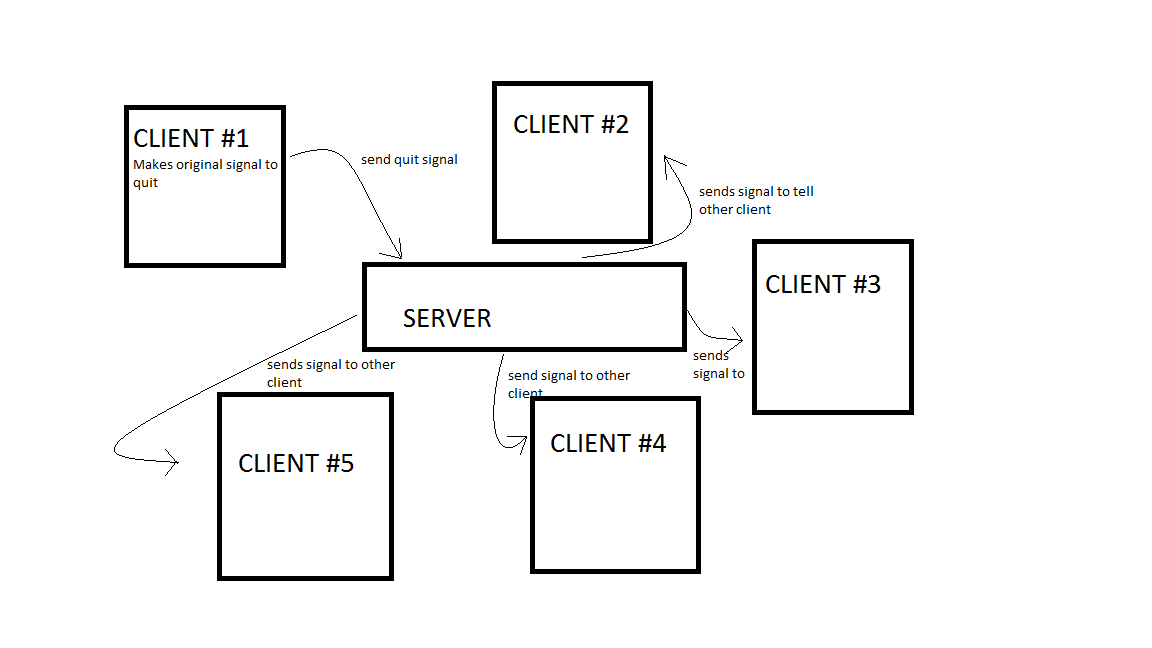 CLIENT #1
Makes original signal to
quit
send quit signal
CLIENT #2
sends signal to tell
other client
CLIENT #3
SERVER
sends
signal to
sends signal to other
client
send signal to other
client
CLIENT #4
CLIENT #5